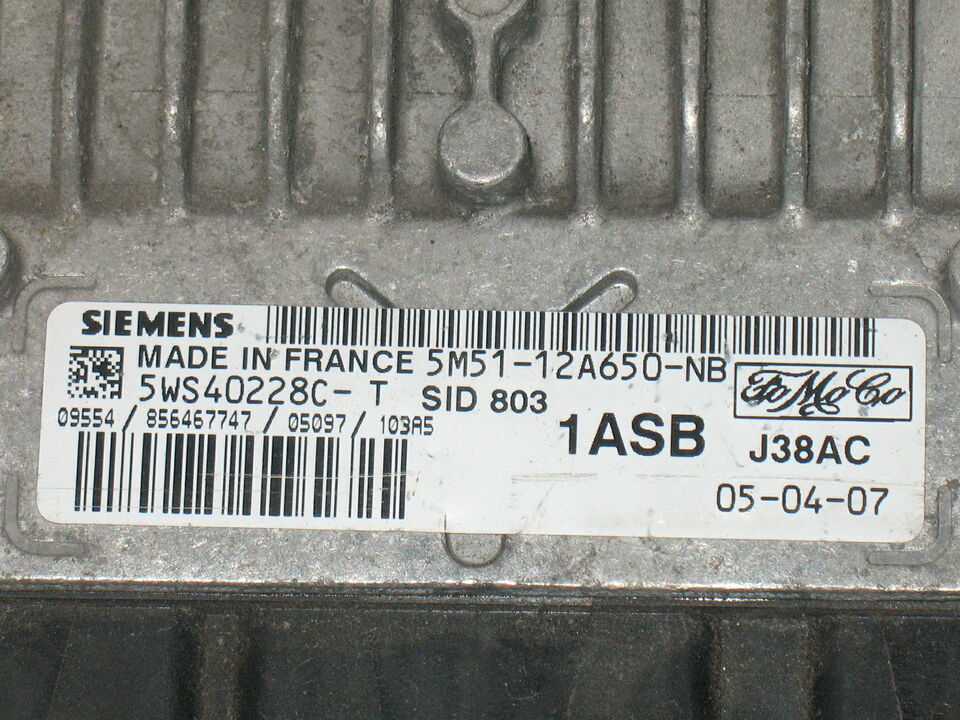 SIEMENS
MADE IN FRANCE 5M51-12A650-NB
5WS40228C- T SID 803 FoMoCo
09554 / 856467747 / 05097 / 103A5
1ASB J38AC
05-04-07